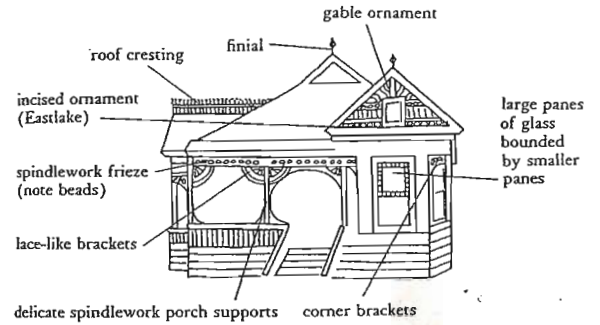 gable ornament
finial
roof cresting
incised ornament
(Eastlake)
large panes
of glass
bounded
by smaller
panes
spindlework frieze
(note beads)
lace-like brackets
delicate spindlework porch supports
corner brackets